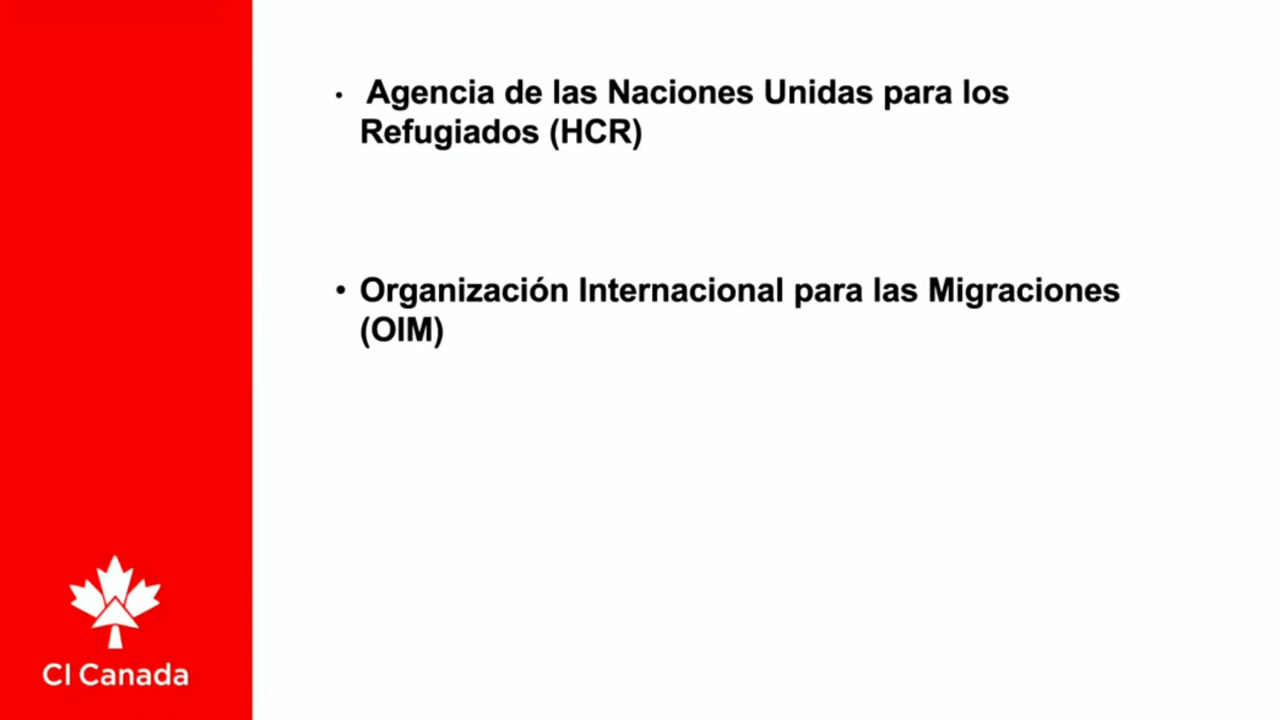 • Agencia de las Naciones Unidas para los
Refugiados (HCR)
• Organización Internacional para las Migraciones
(OIM)
CI Canada